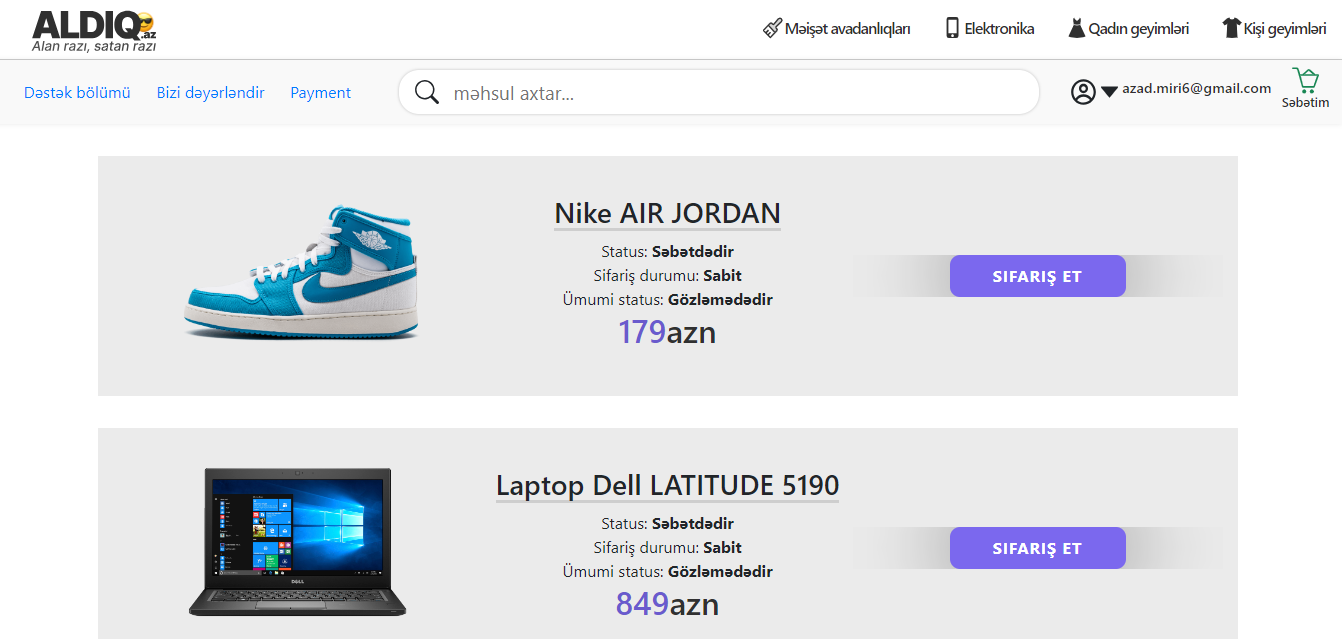 ALDIQ.az
Alan razı, satan razı
Məişət avadanlıqları
Elektronika
Qadın geyimləri
Kişi geyimləri
Dəstək bölümü
Bizi dəyərləndir
Payment
məhsul axtar...
azad.miri6@gmail.com
Səbətim
Nike AIR JORDAN
Status: Səbətdədir
Sifariş durumu: Sabit
Ümumi status: Gözləmədədir
179azn
SIFARIŞ ET
Laptop Dell LATITUDE 5190
Status: Səbətdədir
Sifariş durumu: Sabit
Ümumi status: Gözləmədədir
849azn
SIFARIŞ ET
DELL